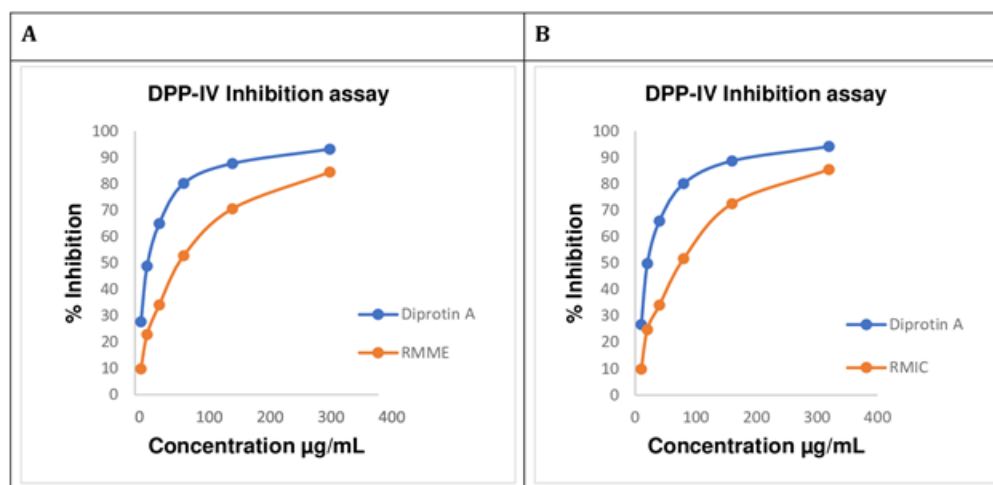 A
B
DPP-IV Inhibition assay
100
90
80
70
60
50
40
30
20
10
0
% Inhibition
Diprotin A
RMME
0 100 200 300 400
Concentration µg/mL
DPP-IV Inhibition assay
100
90
80
70
60
50
40
30
20
10
0
% Inhibition
Diprotin A
RMIC
0 100 200 300 400
Concentration µg/mL